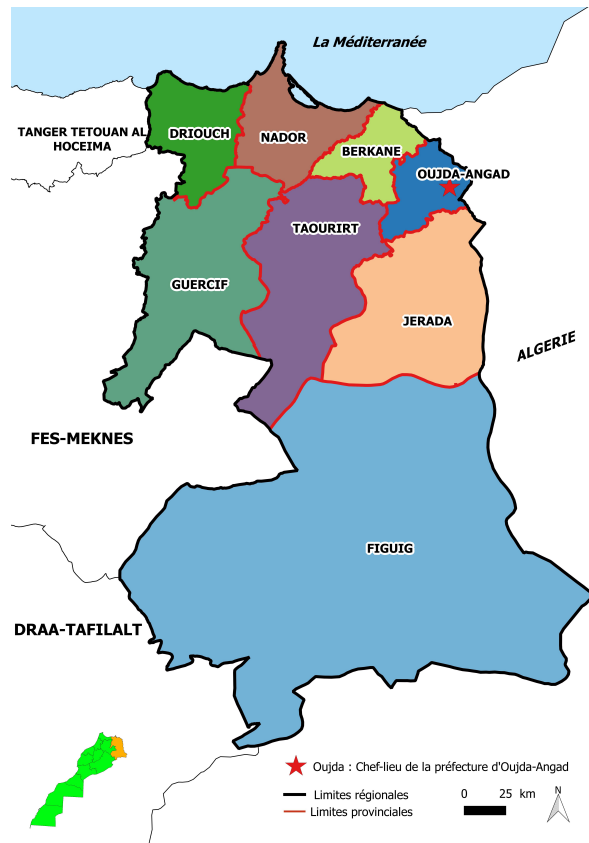 La Méditerranée
TANGER TETOUAN AL
HOCEIMA
DRIOUCH
NADOR
BERKANE
OUJDA-ANGAD
TAOURIRT
GUERCIF
JERADA
ALGERIE
FES-MEKNES
FIGUIG
DRAA-TAFILALT
Oujda : Chef-lieu de la préfecture d'Oujda-Angad
Limites régionales
Limites provinciales
0 25 km
N